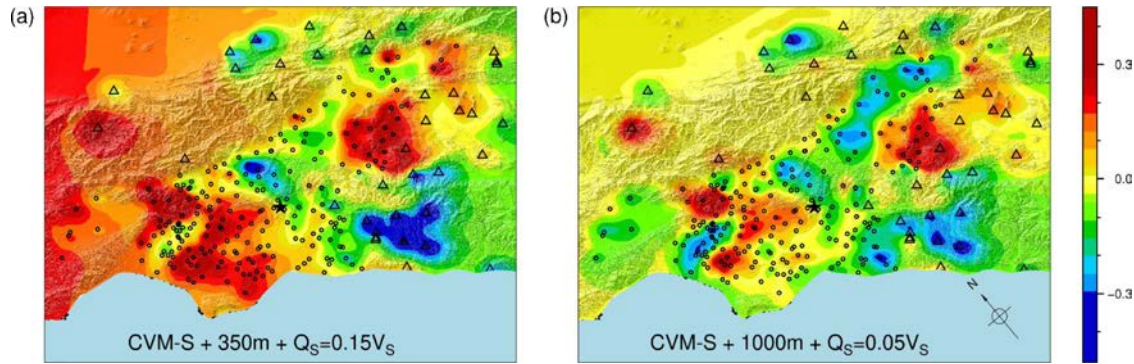 (a)
(b)
0.3
0.0
−0.3
N
CVM-S + 350m + QS=0.15VS
CVM-S + 1000m + QS=0.05VS